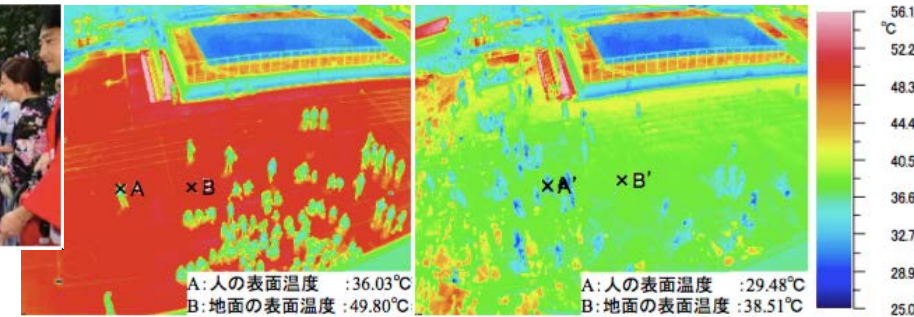 ×A
×B
A:人の表面温度 :36.03℃
B:地面の表面温度 :49.80℃
×A'
×B'
A:人の表面温度 :29.48℃
B:地面の表面温度 :38.51℃
56.1
℃
52.2
48.3
44.4
40.5
36.6
32.7
28.9
25.0